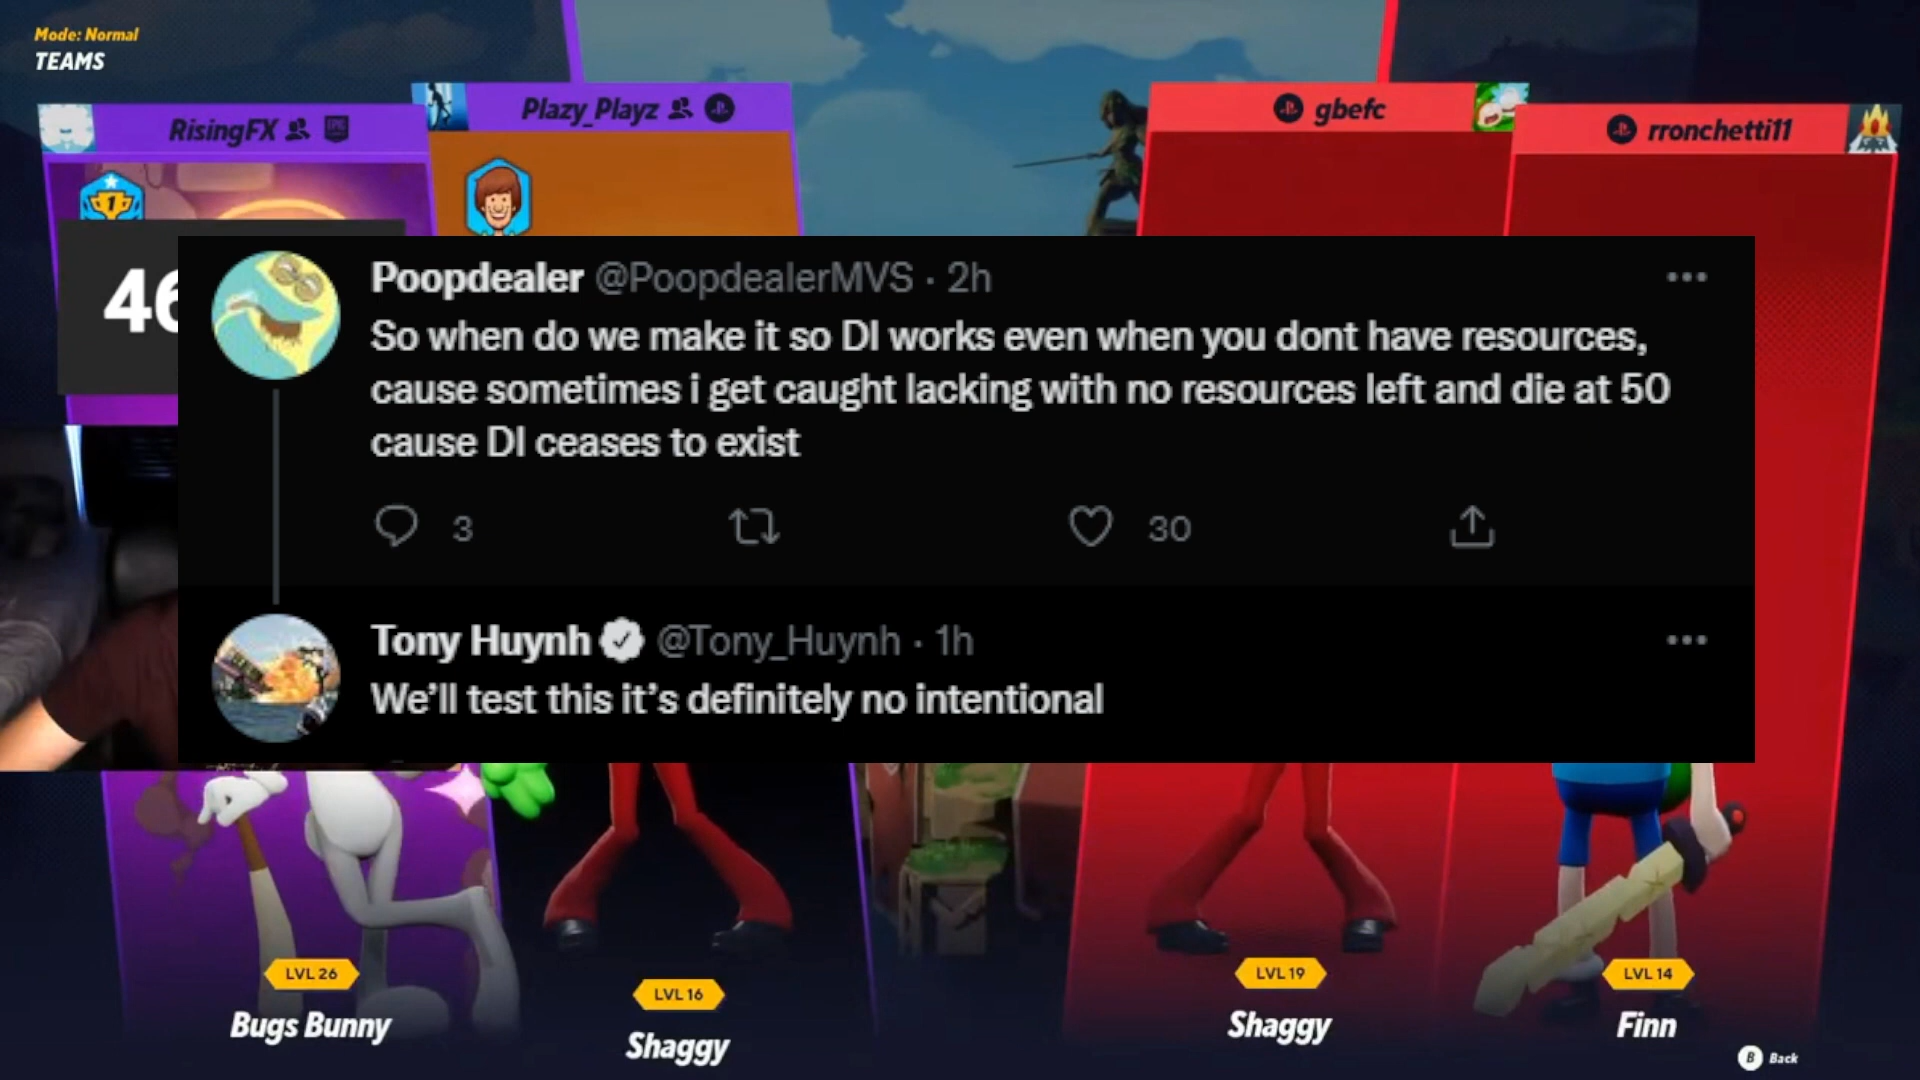 Mode: Normal
TEAMS
RisingFX
Plazy_Playz
gbefc
rronchetti11
1
46
Poopdealer @PoopdealerMVS · 2h
So when do we make it so DI works even when you dont have resources,
cause sometimes i get caught lacking with no resources left and die at 50
cause DI ceases to exist
3
30
Tony Huynh @Tony_Huynh · 1h
We’ll test this it’s definitely no intentional
LVL 26
Bugs Bunny
LVL 16
Shaggy
LVL 19
Shaggy
LVL 14
Finn
B Back